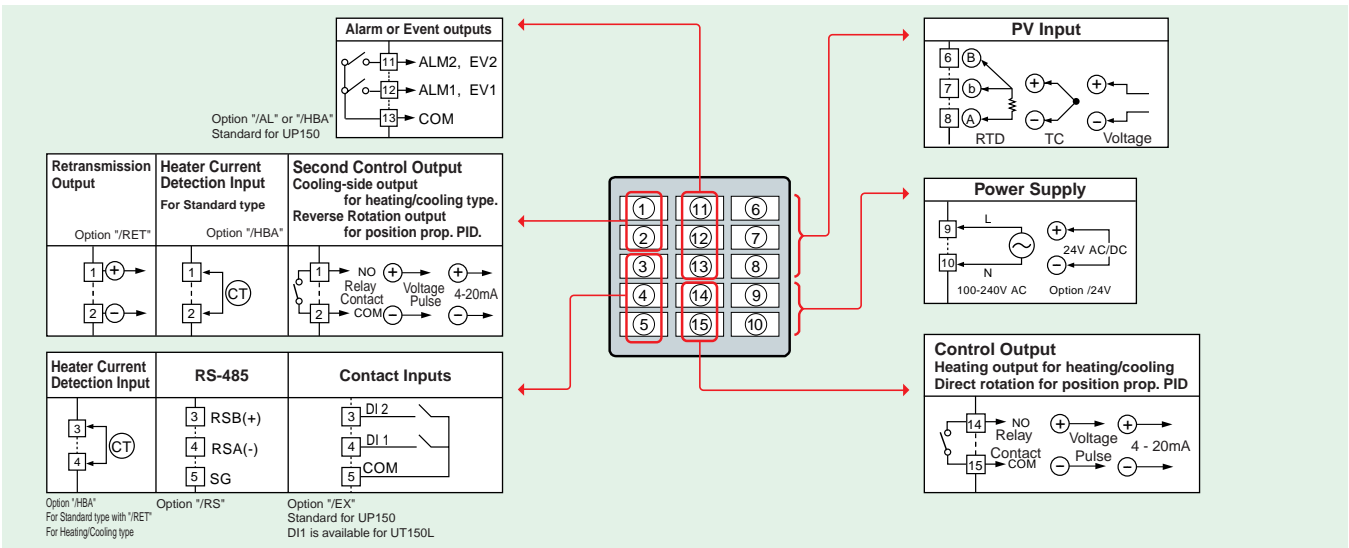 Alarm or Event outputs
11 ALM2, EV2
12 ALM1, EV1
13 COM
Option "/AL" or "/HBA"
Standard for UP150
Retransmission
Output
Option "/RET"
1 +
2 −
Heater Current
Detection Input
For Standard type
Option "/HBA"
1
CT
2
Second Control Output
Cooling-side output
for heating/cooling type.
Reverse Rotation output
for position prop. PID.
1 NO
Relay
Contact
2 COM
+ −
Voltage
Pulse
+ −
4-20mA
Heater Current
Detection Input
3
CT
4
Option "/HBA"
For Standard type with "/RET"
For Heating/Cooling type
RS-485
3 RSB(+)
4 RSA(-)
5 SG
Option "/RS"
Contact Inputs
3 DI 2
4 DI 1
5 COM
Option "/EX"
Standard for UP150
DI1 is available for UT150L
1 11 6
2 12 7
3 13 8
4 14 9
5 15 10
PV Input
6 B
7 b
8 A
RTD
+ −
TC
+ −
Voltage
Power Supply
9 L
10 N
100-240V AC
+ −
24V AC/DC
Option /24V
Control Output
Heating output for heating/cooling
Direct rotation for position prop. PID
14 NO
Relay
Contact
15 COM
+ −
Voltage
Pulse
+ −
4 - 20mA